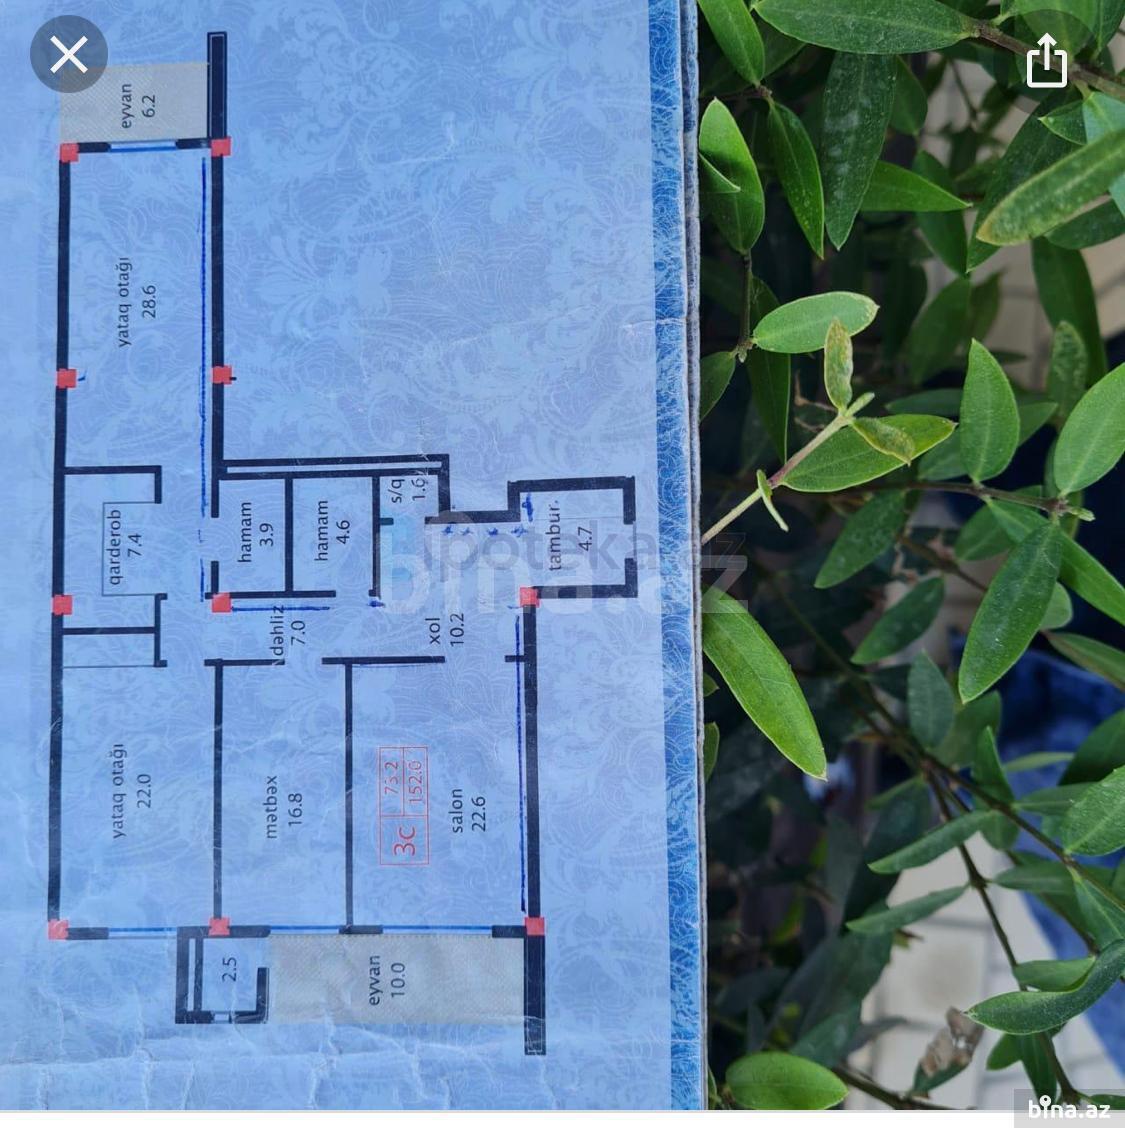 eyvan
6.2
yataq otağı
28.6
qarderob
7.4
hamam
3.9
hamam
4.6
s/q
1.6
tambur.
4.7
dəhliz
7.0
xol
10.2
yataq otağı
22.0
mətbəx
16.8
3C
73.2
152.0
salon
22.6
2.5
eyvan
10.0
ipoteka.az
bina.az
bina.az